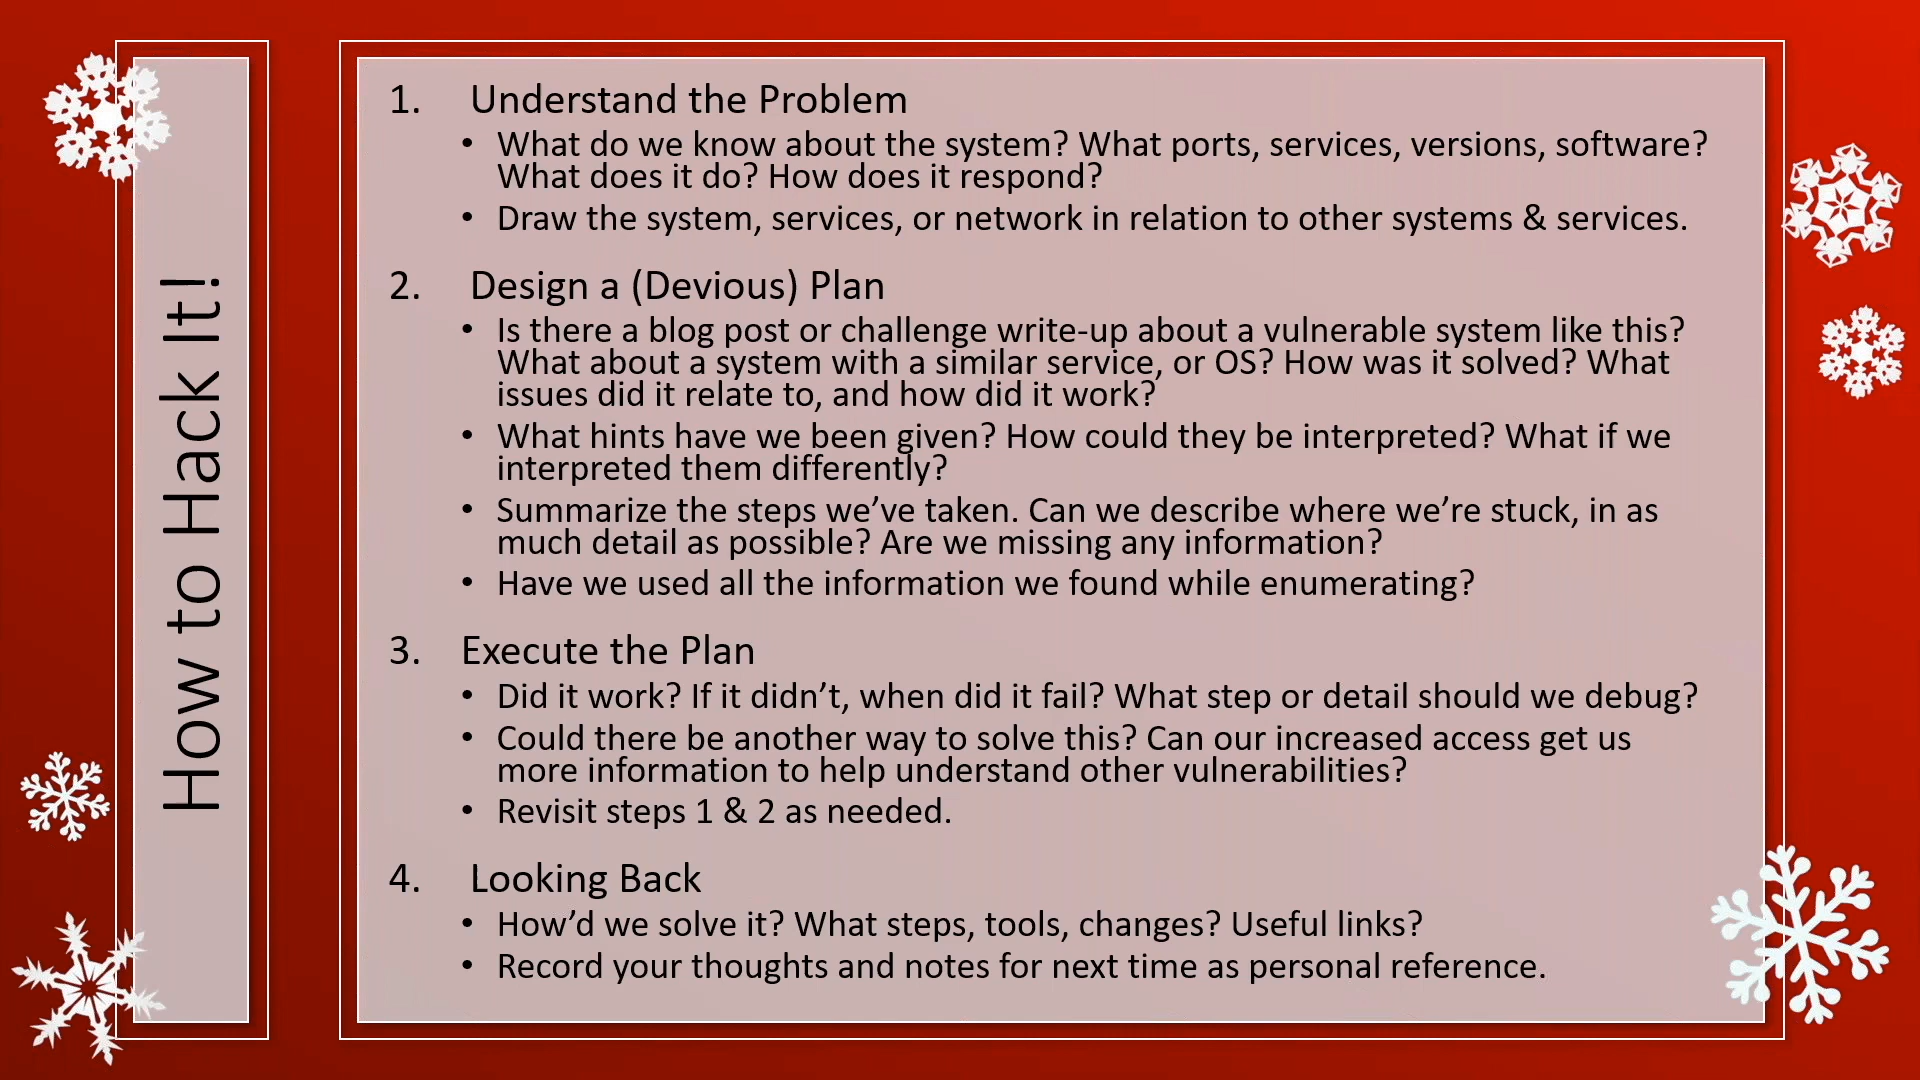 How to Hack It!
1. Understand the Problem
• What do we know about the system? What ports, services, versions, software?
What does it do? How does it respond?
• Draw the system, services, or network in relation to other systems & services.
2. Design a (Devious) Plan
• Is there a blog post or challenge write-up about a vulnerable system like this?
What about a system with a similar service, or OS? How was it solved? What
issues did it relate to, and how did it work?
• What hints have we been given? How could they be interpreted? What if we
interpreted them differently?
• Summarize the steps we’ve taken. Can we describe where we’re stuck, in as
much detail as possible? Are we missing any information?
• Have we used all the information we found while enumerating?
3. Execute the Plan
• Did it work? If it didn’t, when did it fail? What step or detail should we debug?
• Could there be another way to solve this? Can our increased access get us
more information to help understand other vulnerabilities?
• Revisit steps 1 & 2 as needed.
4. Looking Back
• How’d we solve it? What steps, tools, changes? Useful links?
• Record your thoughts and notes for next time as personal reference.